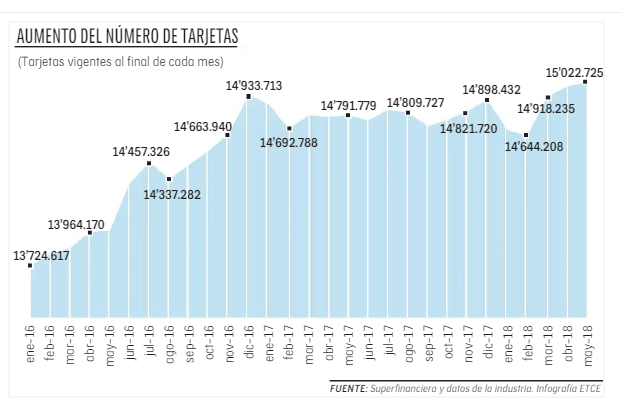 AUMENTO DEL NÚMERO DE TARJETAS
(Tarjetas vigentes al final de cada mes)
13'724.617
13'964.170
14'457.326
14'337.282
14'663.940
14'933.713
14'692.788
14'791.779
14'809.727
14'821.720
14'898.432
14'644.208
14'918.235
15'022.725
ene-16
feb-16
mar-16
abr-16
may-16
jun-16
jul-16
ago-16
sep-16
oct-16
nov-16
dic-16
ene-17
feb-17
mar-17
abr-17
may-17
jun-17
jul-17
ago-17
sep-17
oct-17
nov-17
dic-17
ene-18
feb-18
mar-18
abr-18
may-18
FUENTE: Superfinanciera y datos de la industria. Infografía ETCE